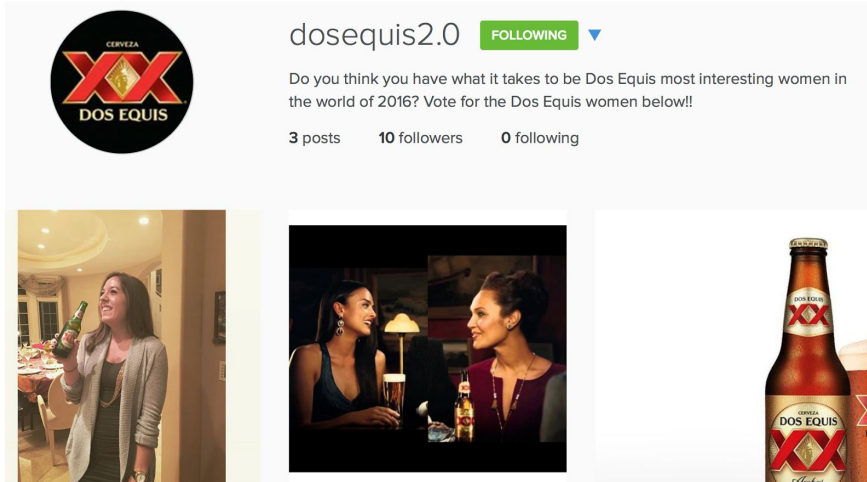 CERVEZA
XX
DOS EQUIS
dosequis2.0 FOLLOWING
Do you think you have what it takes to be Dos Equis most interesting women in
the world of 2016? Vote for the Dos Equis women below!!
3 posts 10 followers 0 following
DOS EQUIS
XX
CERVEZA
DOS EQUIS
XX
Ambar